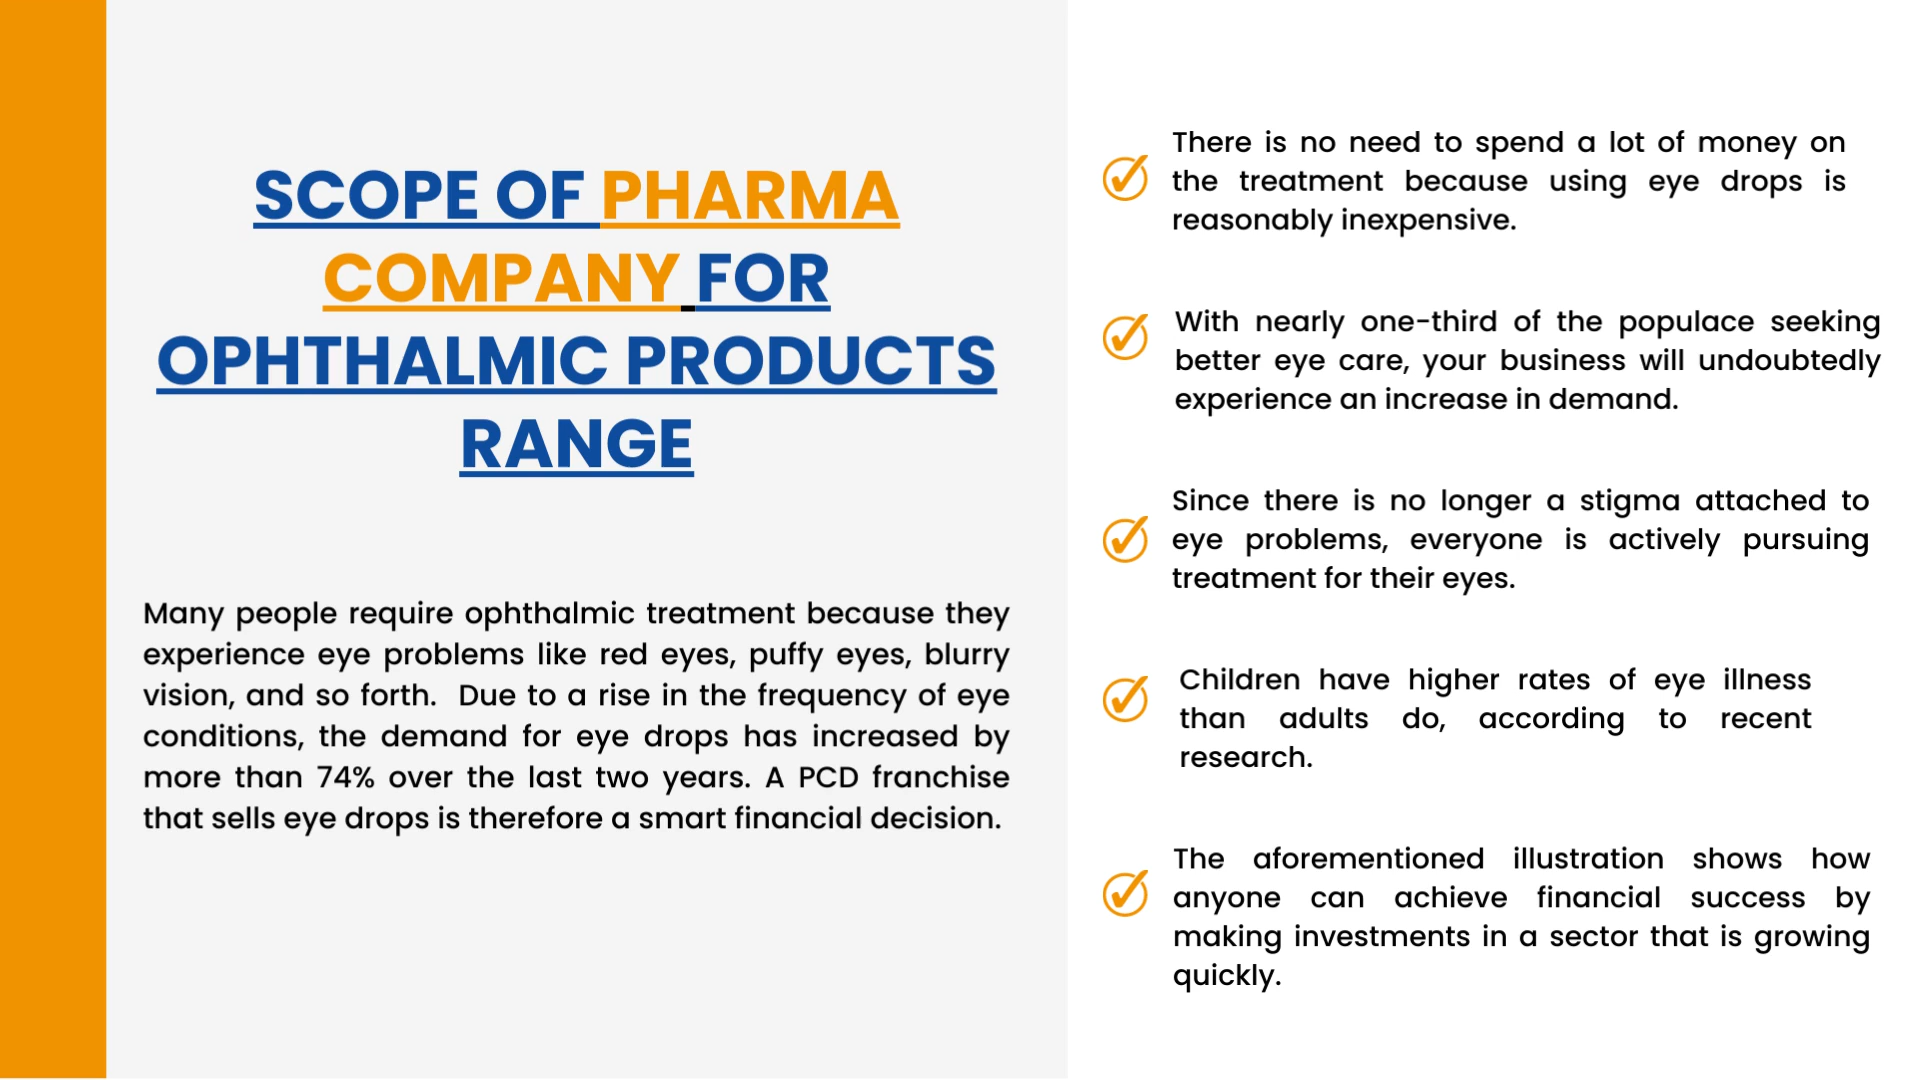 SCOPE OF PHARMA
COMPANY FOR
OPHTHALMIC PRODUCTS
RANGE
Many people require ophthalmic treatment because they
experience eye problems like red eyes, puffy eyes, blurry
vision, and so forth.  Due to a rise in the frequency of eye
conditions, the demand for eye drops has increased by
more than 74% over the last two years. A PCD franchise
that sells eye drops is therefore a smart financial decision.
There is no need to spend a lot of money on
the treatment because using eye drops is
reasonably inexpensive.
With nearly one-third of the populace seeking
better eye care, your business will undoubtedly
experience an increase in demand.
Since there is no longer a stigma attached to
eye problems, everyone is actively pursuing
treatment for their eyes.
Children have higher rates of eye illness
than adults do, according to recent
research.
The aforementioned illustration shows how
anyone can achieve financial success by
making investments in a sector that is growing
quickly.